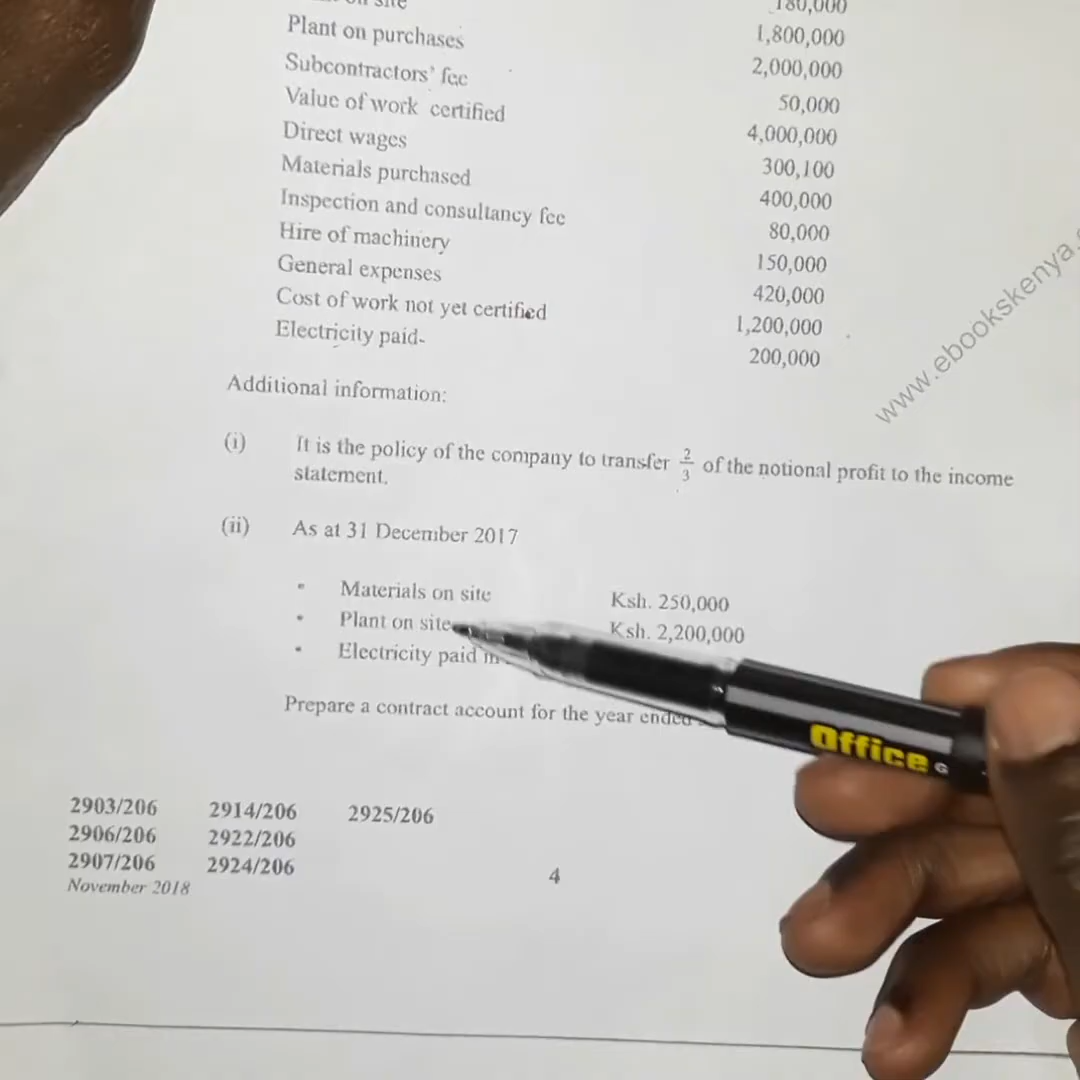 on site 180,000
Plant on purchases 1,800,000
Subcontractors' fee 2,000,000
Value of work certified 50,000
Direct wages 4,000,000
Materials purchased 300,100
Inspection and consultancy fee 400,000
Hire of machinery 80,000
General expenses 150,000
Cost of work not yet certified 420,000
Electricity paid- 1,200,000
200,000
www.ebookskenya.
Additional information:
(i) It is the policy of the company to transfer 2/3 of the notional profit to the income
statement.
(ii) As at 31 December 2017
• Materials on site Ksh. 250,000
• Plant on site Ksh. 2,200,000
• Electricity paid
Prepare a contract account for the year ended
2903/206 2914/206 2925/206
2906/206 2922/206
2907/206 2924/206
November 2018
4
Office